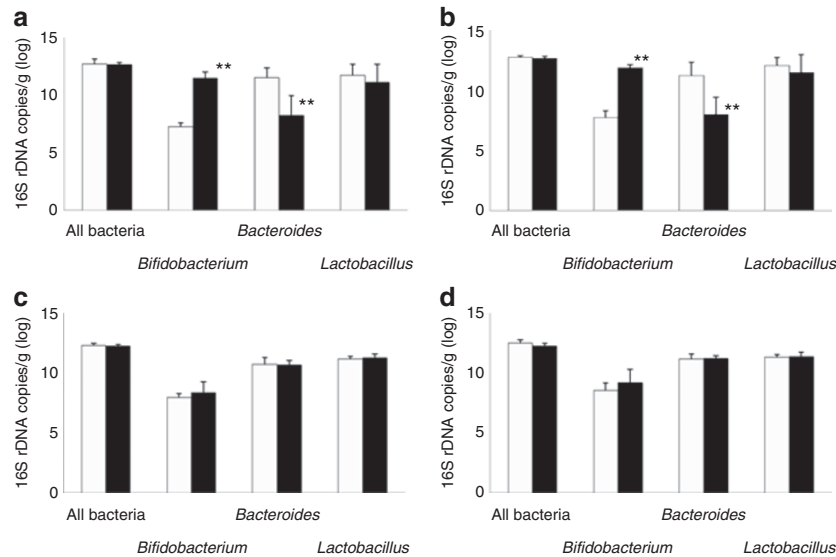 a
16S rDNA copies/g (log)
15
10
5
0
**
**
All bacteria
Bacteroides
Bifidobacterium
Lactobacillus
b
16S rDNA copies/g (log)
15
10
5
0
**
**
All bacteria
Bacteroides
Bifidobacterium
Lactobacillus
c
16S rDNA copies/g (log)
15
10
5
0
All bacteria
Bacteroides
Bifidobacterium
Lactobacillus
d
16S rDNA copies/g (log)
15
10
5
0
All bacteria
Bacteroides
Bifidobacterium
Lactobacillus